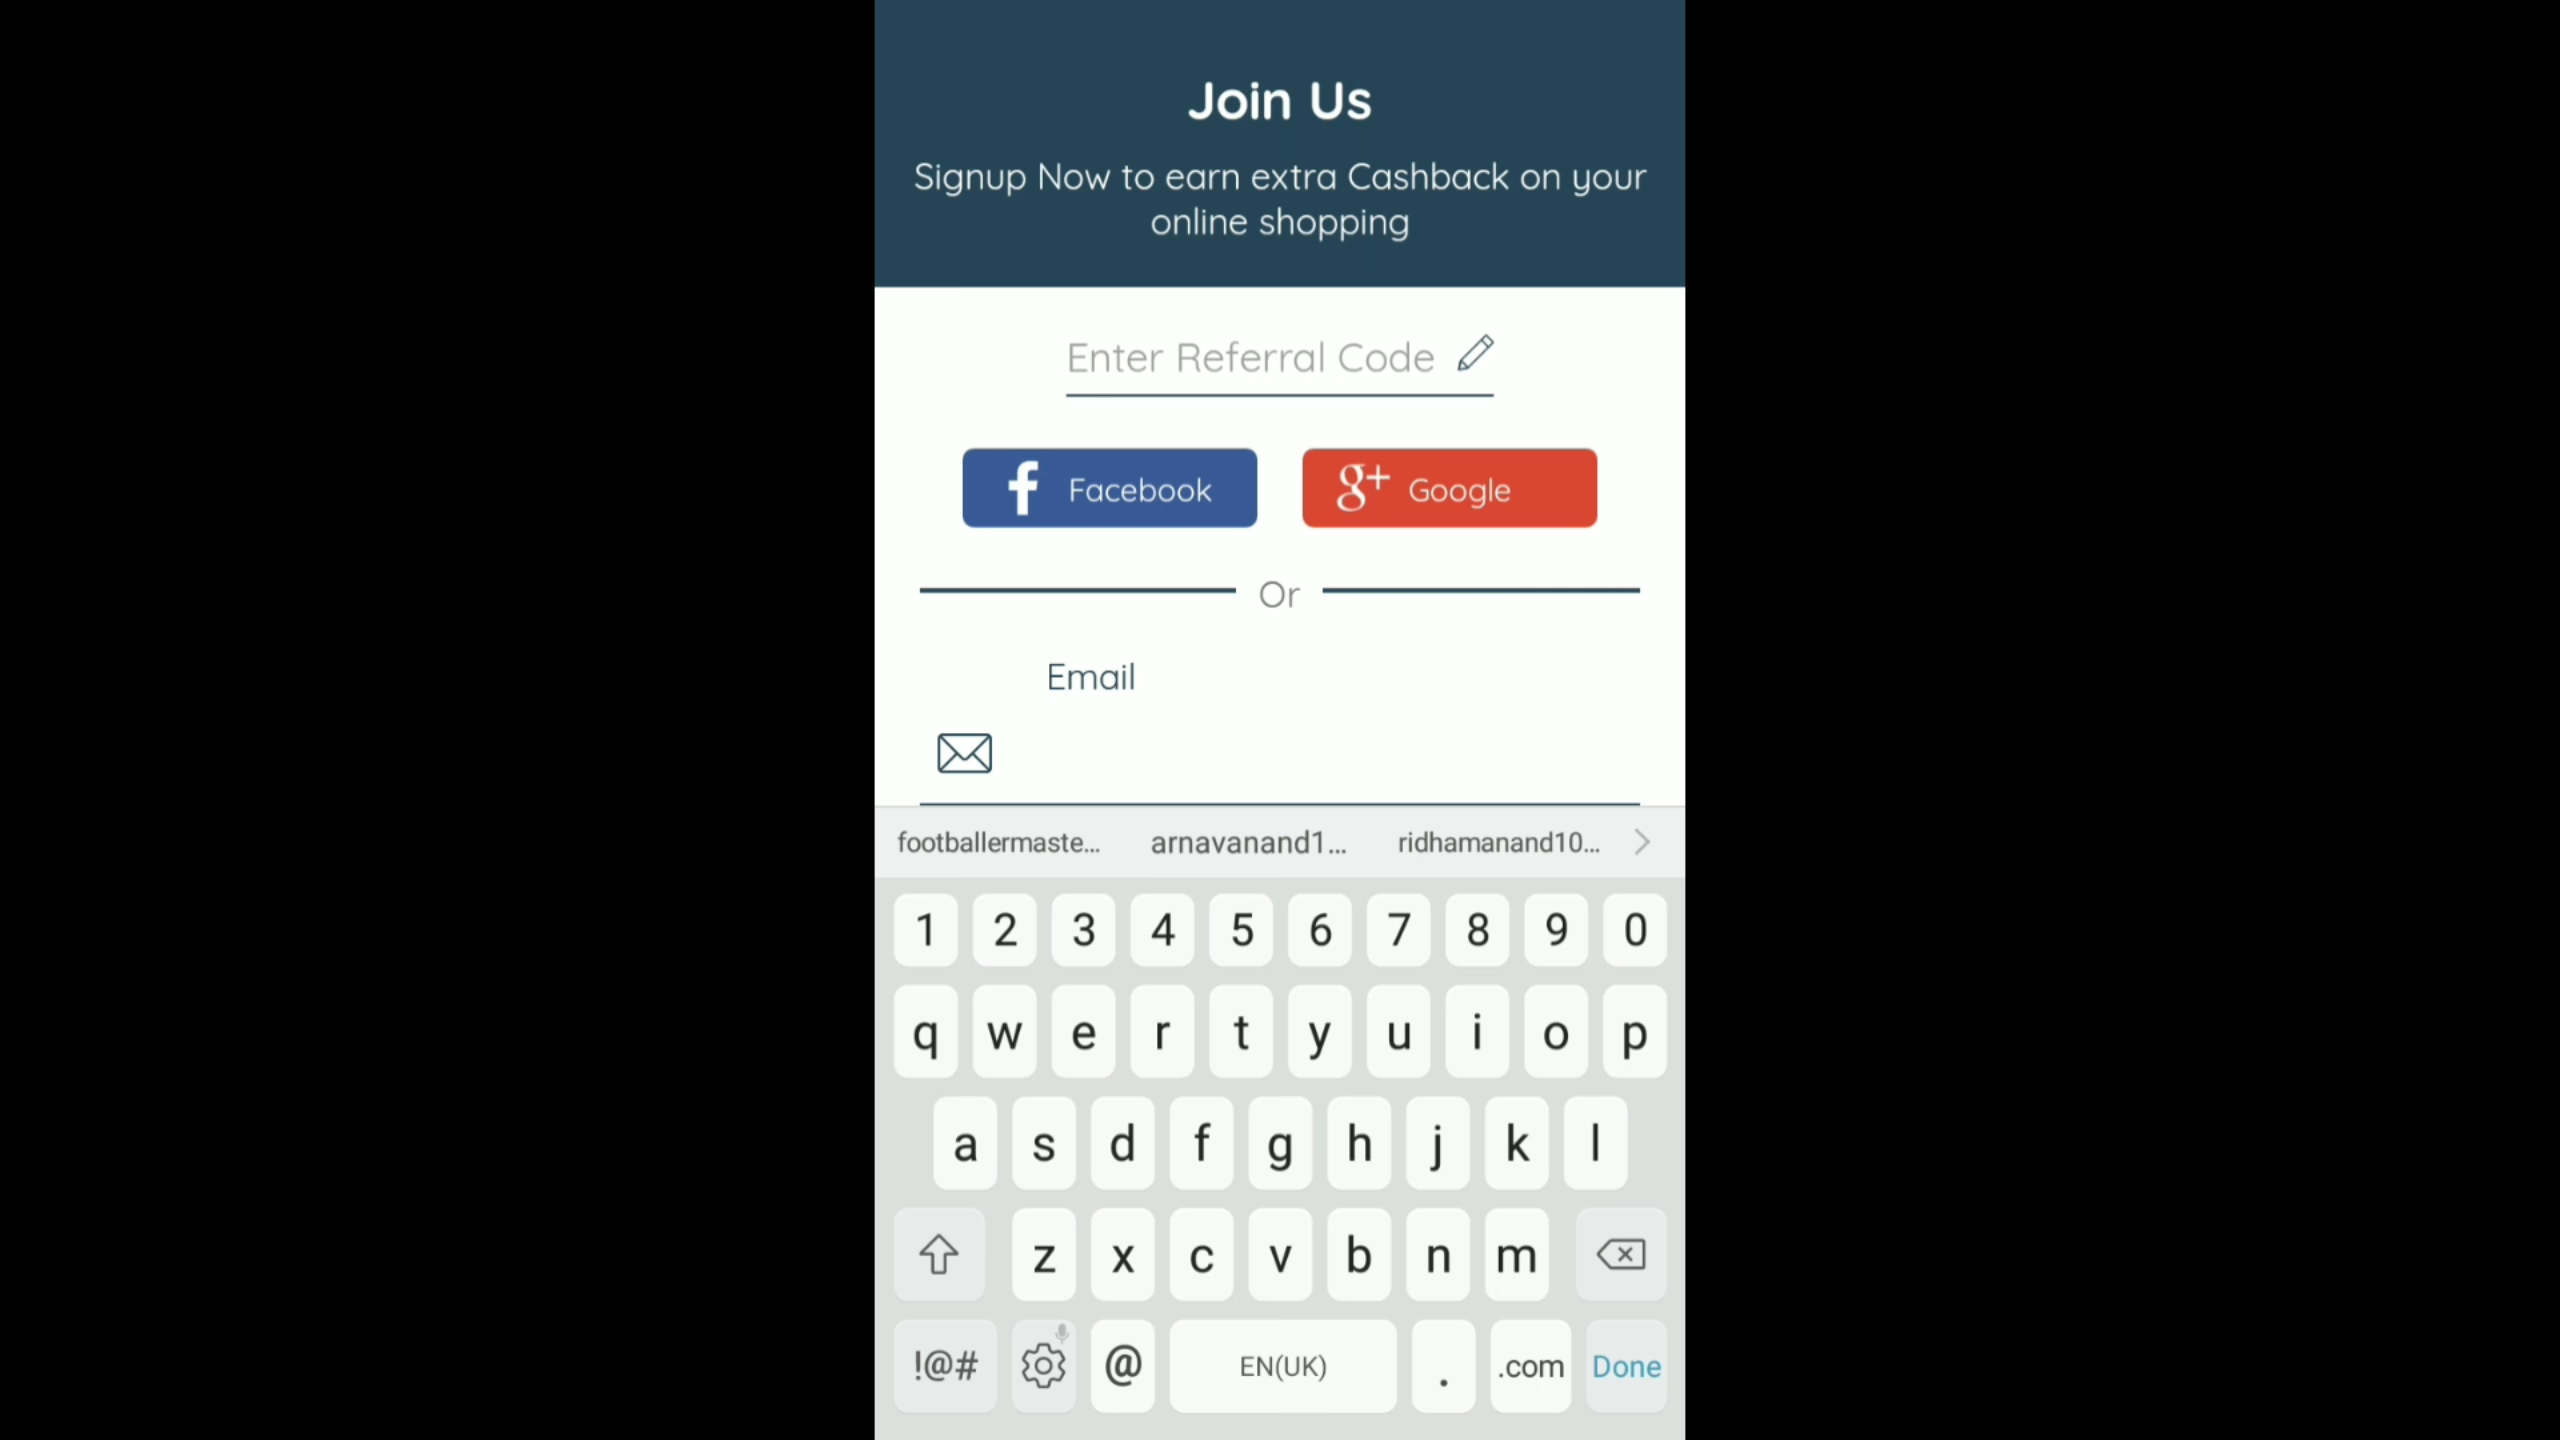 Join Us
Signup Now to earn extra Cashback on your
online shopping
Enter Referral Code
f Facebook
g+ Google
Or
Email
footballermaste... arnavanand1... ridhamanand10...
1 2 3 4 5 6 7 8 9 0
q w e r t y u i o p
a s d f g h j k l
z x c v b n m
!@# @ EN(UK) . .com Done